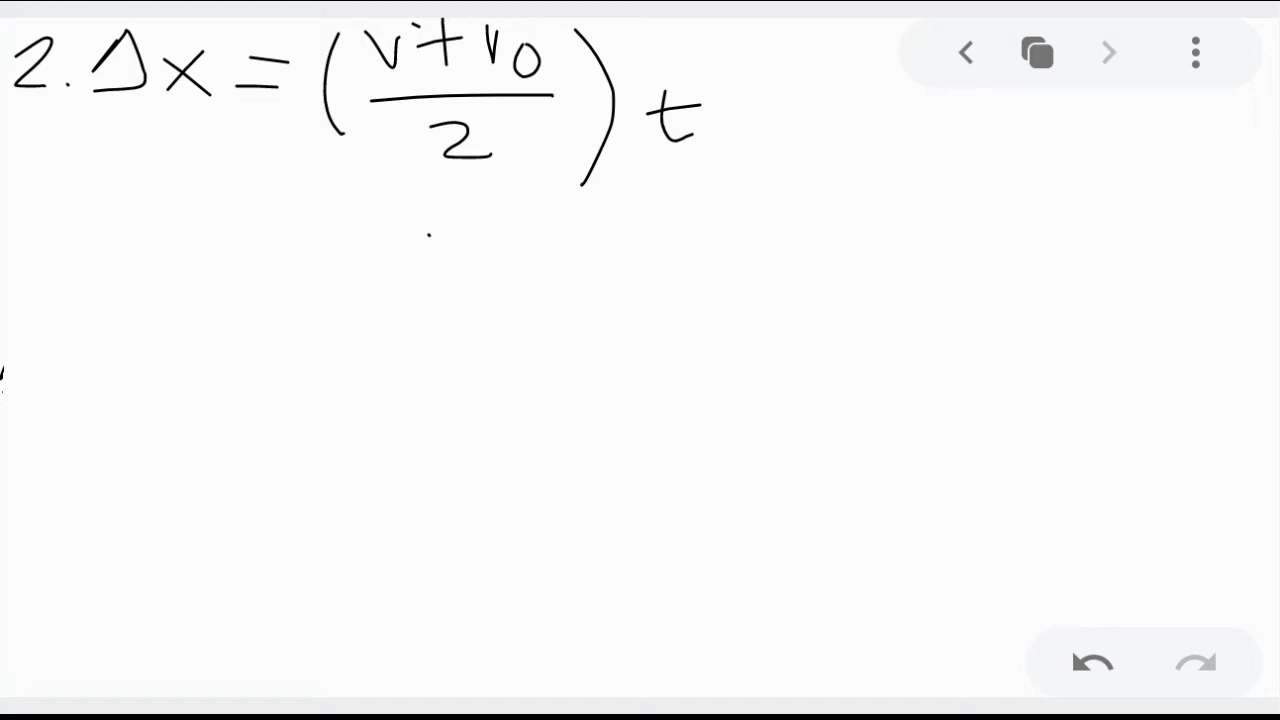 2. Δx = (v + v₀ / 2) t